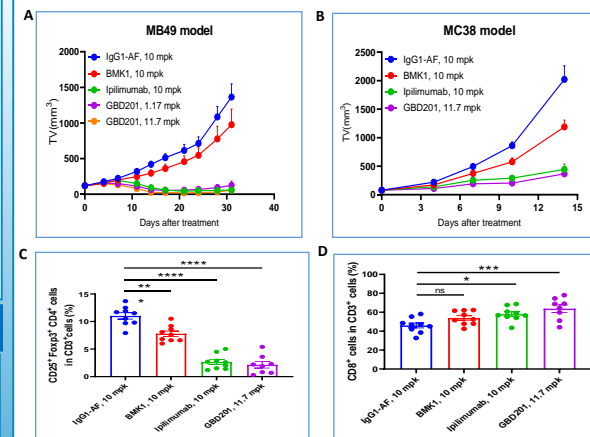 A
MB49 model
2000
1500
1000
500
0
TV(mm³)
IgG1-AF, 10 mpk
BMK1, 10 mpk
Ipilimumab, 10 mpk
GBD201, 1.17 mpk
GBD201, 11.7 mpk
0 10 20 30 40
Days after treatment
B
MC38 model
2500
2000
1500
1000
500
0
TV(mm³)
IgG1-AF, 10 mpk
BMK1, 10 mpk
Ipilimumab, 10 mpk
GBD201, 11.7 mpk
0 3 6 9 12 15
Days after treatment
C
CD25⁺ Foxp3⁺ CD4⁺ cells
in CD3⁺cells (%)
15
10
5
0
****
****
**
*
IgG1-AF, 10 mpk
BMK1, 10 mpk
Ipilimumab, 10 mpk
GBD201, 11.7 mpk
D
CD8⁺ cells in CD3⁺ cells (%)
100
80
60
40
20
0
***
*
ns
IgG1-AF, 10 mpk
BMK1, 10 mpk
Ipilimumab, 10 mpk
GBD201, 11.7 mpk